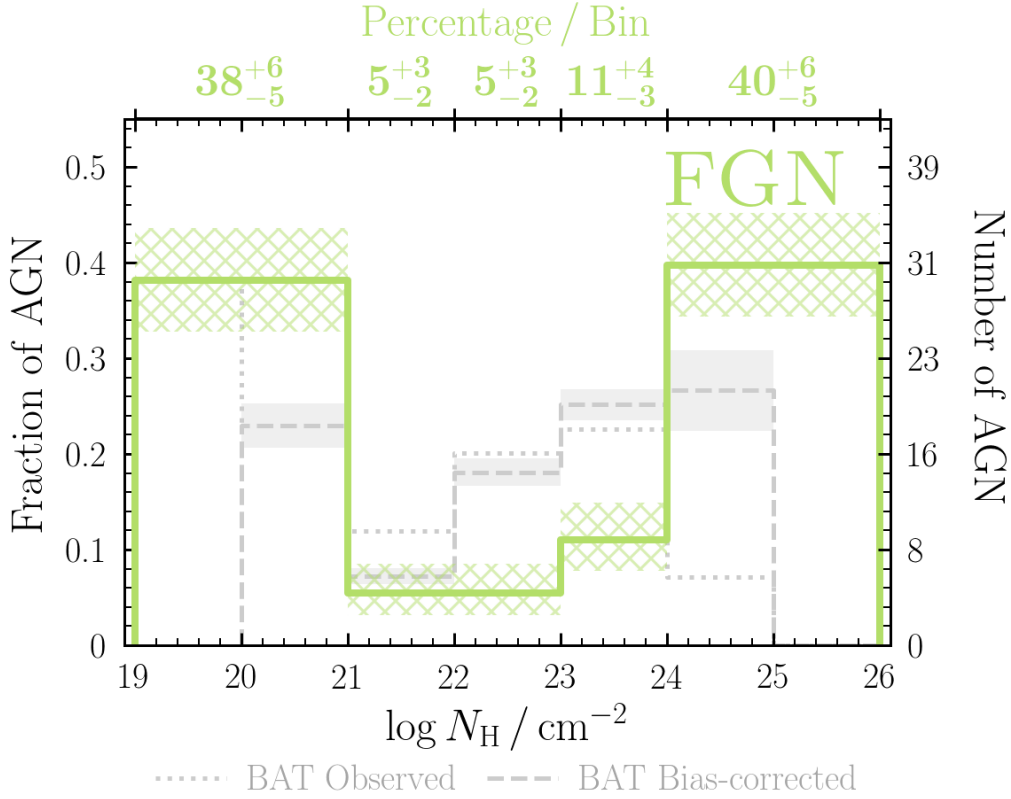 Percentage / Bin
38+6−5 5+3−2 5+3−2 11+4−3 40+6−5
FGN
Fraction of AGN
0.5
0.4
0.3
0.2
0.1
0
Number of AGN
39
31
23
16
8
0
19 20 21 22 23 24 25 26
log N_H / cm⁻²
BAT Observed BAT Bias-corrected